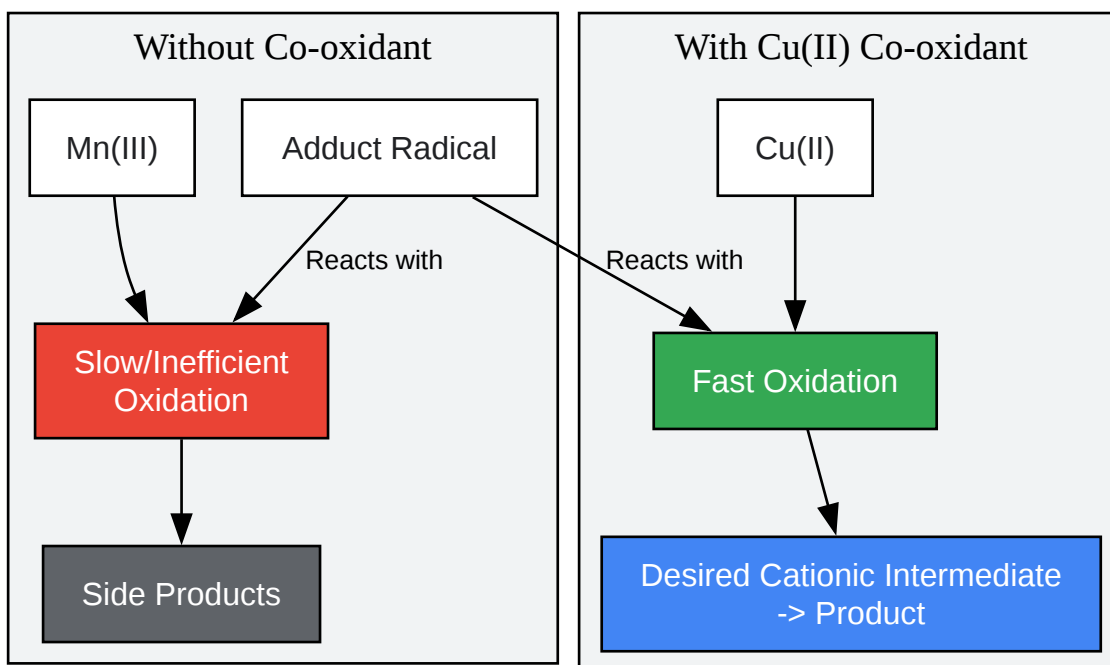 Without Co-oxidant
Mn(III)
Adduct Radical
Reacts with
Slow/Inefficient
Oxidation
Side Products
With Cu(II) Co-oxidant
Cu(II)
Reacts with
Fast Oxidation
Desired Cationic Intermediate
-> Product